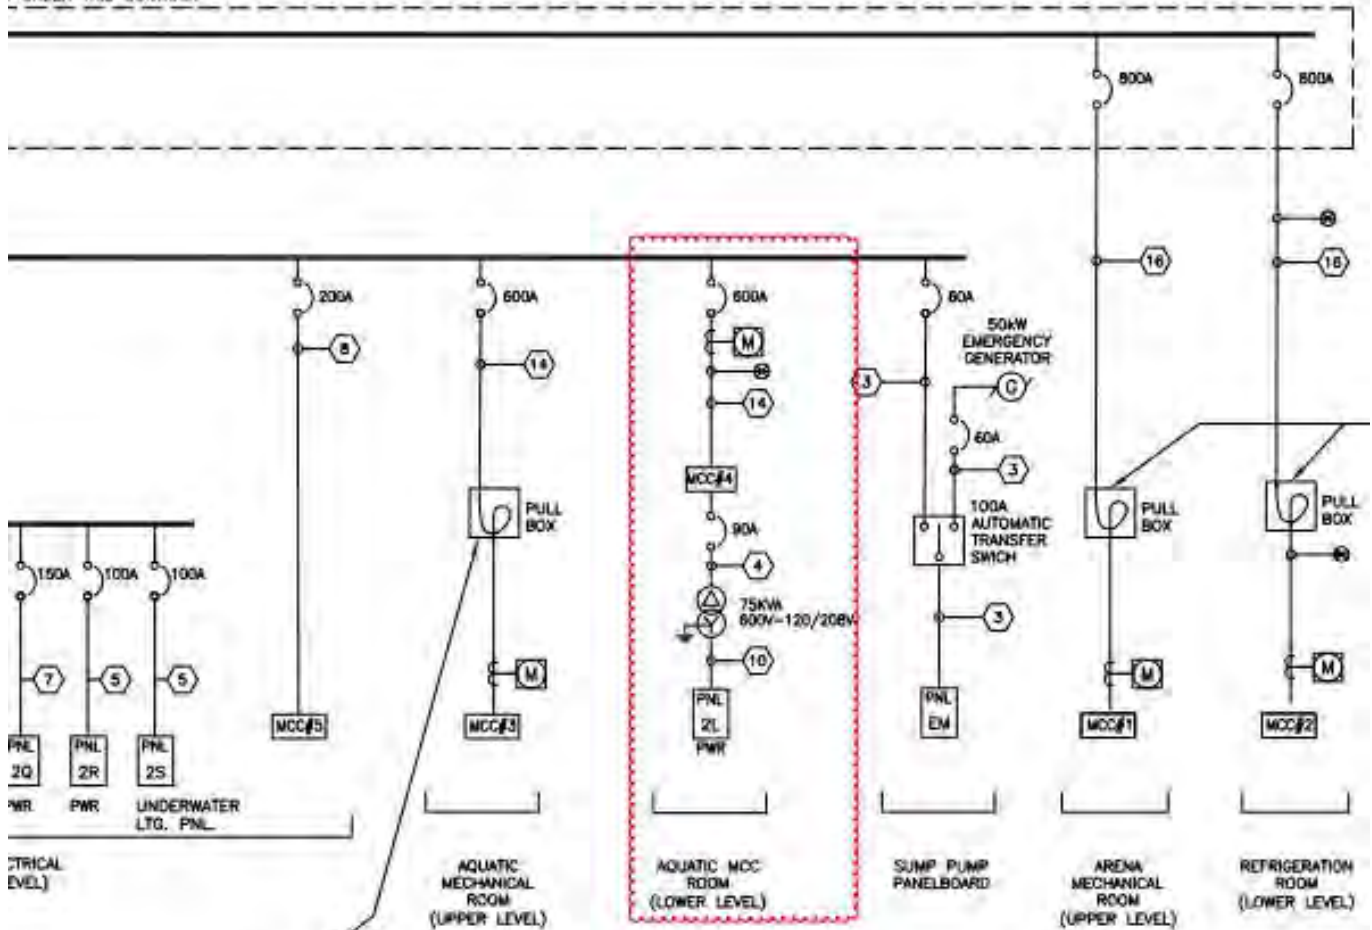 800A
600A
16
16
200A
600A
600A
60A
8
14
M
14
3
50kW
EMERGENCY
GENERATOR
G
60A
3
MCC#4
PULL
BOX
90A
4
100A
AUTOMATIC
TRANSFER
SWICH
PULL
BOX
PULL
BOX
150A
100A
100A
75KVA
600V-120/208V
3
7
5
5
10
M
M
M
MCC#5
MCC#3
PNL
2L
PWR
PNL
EM
MCC#1
MCC#2
PNL
2Q
PNL
2R
PWR
PNL
2S
UNDERWATER
LTG. PNL.
AQUATIC
MECHANICAL
ROOM
(UPPER LEVEL)
AQUATIC MCC
ROOM
(LOWER LEVEL)
SUMP PUMP
PANELBOARD
ARENA
MECHANICAL
ROOM
(UPPER LEVEL)
REFRIGERATION
ROOM
(LOWER LEVEL)